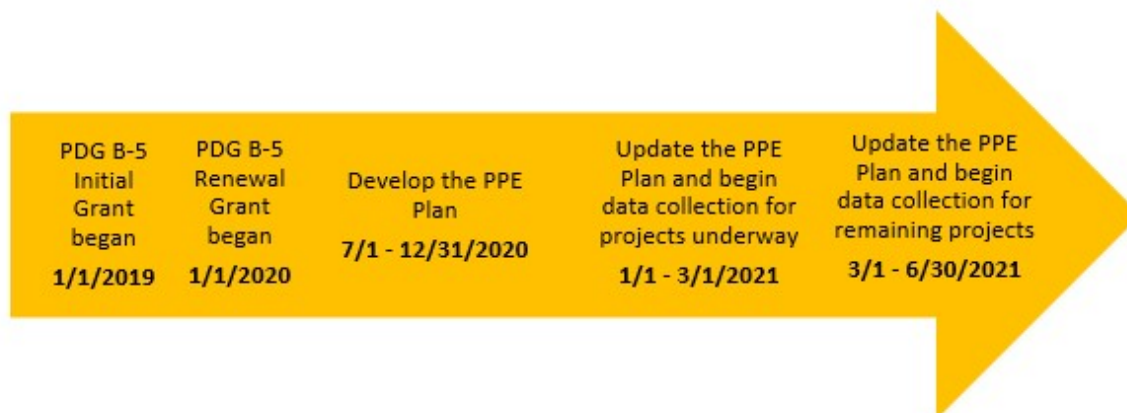 PDG B-5
Initial
Grant
began
1/1/2019
PDG B-5
Renewal
Grant
began
1/1/2020
Develop the PPE
Plan
7/1 - 12/31/2020
Update the PPE
Plan and begin
data collection for
projects underway
1/1 - 3/1/2021
Update the PPE
Plan and begin
data collection for
remaining projects
3/1 - 6/30/2021